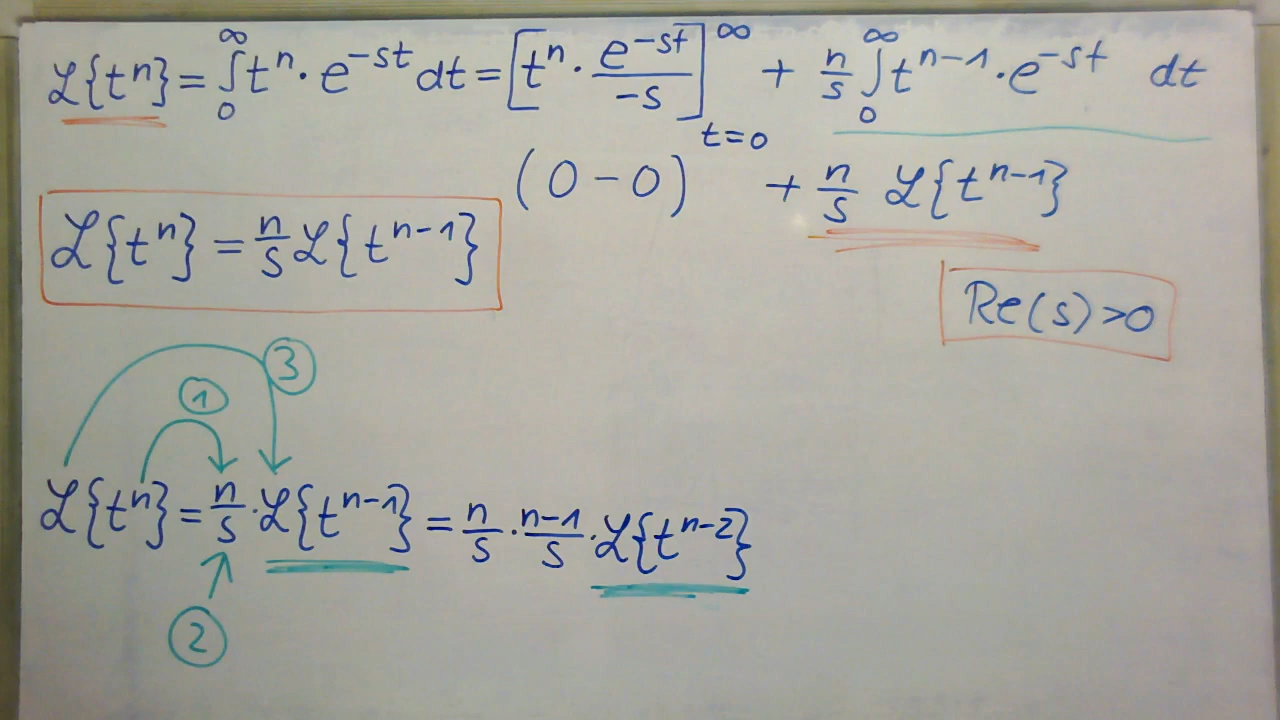 ℒ{tⁿ} = ∫₀^∞ tⁿ · e^(−st) dt = [tⁿ · e^(−st)/−s]_(t=0)^∞ + n/s ∫₀^∞ t^(n−1) · e^(−st) dt
(0 − 0) + n/s ℒ{t^(n−1)}
ℒ{tⁿ} = n/s ℒ{t^(n−1)}
Re(s) > 0
3
1
ℒ{tⁿ} = n/s · ℒ{t^(n−1)} = n/s · n−1/s · ℒ{t^(n−2)}
2